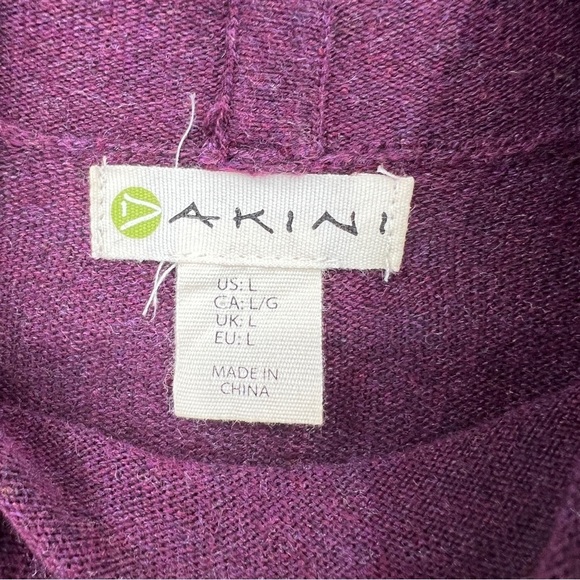 AKINI
US: L
CA: L/G
UK: L
EU: L
MADE IN
CHINA